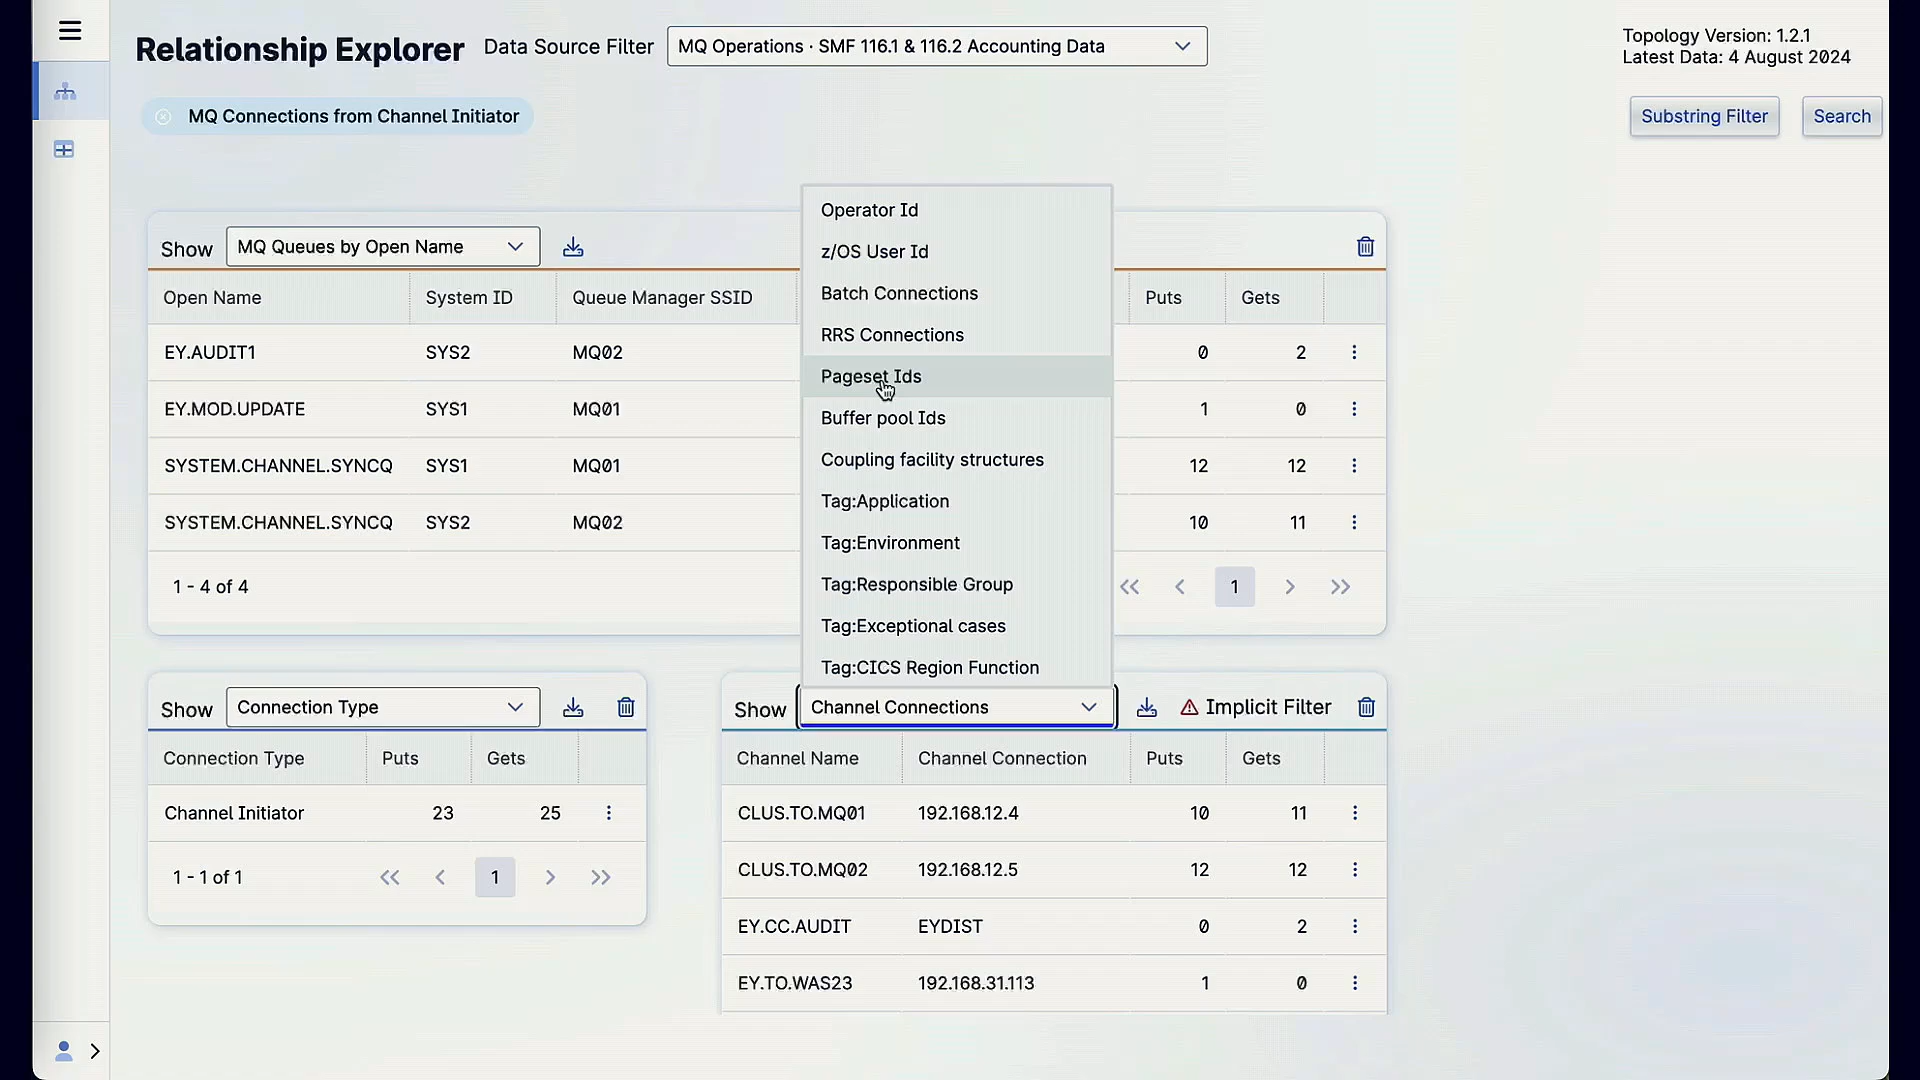 Relationship Explorer
Data Source Filter
MQ Operations · SMF 116.1 & 116.2 Accounting Data
Topology Version: 1.2.1
Latest Data: 4 August 2024
MQ Connections from Channel Initiator
Substring Filter
Search
Show
MQ Queues by Open Name
Open Name System ID Queue Manager SSID Puts Gets
EY.AUDIT1 SYS2 MQ02 0 2
EY.MOD.UPDATE SYS1 MQ01 1 0
SYSTEM.CHANNEL.SYNCQ SYS1 MQ01 12 12
SYSTEM.CHANNEL.SYNCQ SYS2 MQ02 10 11
1 - 4 of 4
1
Operator Id
z/OS User Id
Batch Connections
RRS Connections
Pageset Ids
Buffer pool Ids
Coupling facility structures
Tag:Application
Tag:Environment
Tag:Responsible Group
Tag:Exceptional cases
Tag:CICS Region Function
Show
Connection Type
Connection Type Puts Gets
Channel Initiator 23 25
1 - 1 of 1
1
Show
Channel Connections
Implicit Filter
Channel Name Channel Connection Puts Gets
CLUS.TO.MQ01 192.168.12.4 10 11
CLUS.TO.MQ02 192.168.12.5 12 12
EY.CC.AUDIT EYDIST 0 2
EY.TO.WAS23 192.168.31.113 1 0